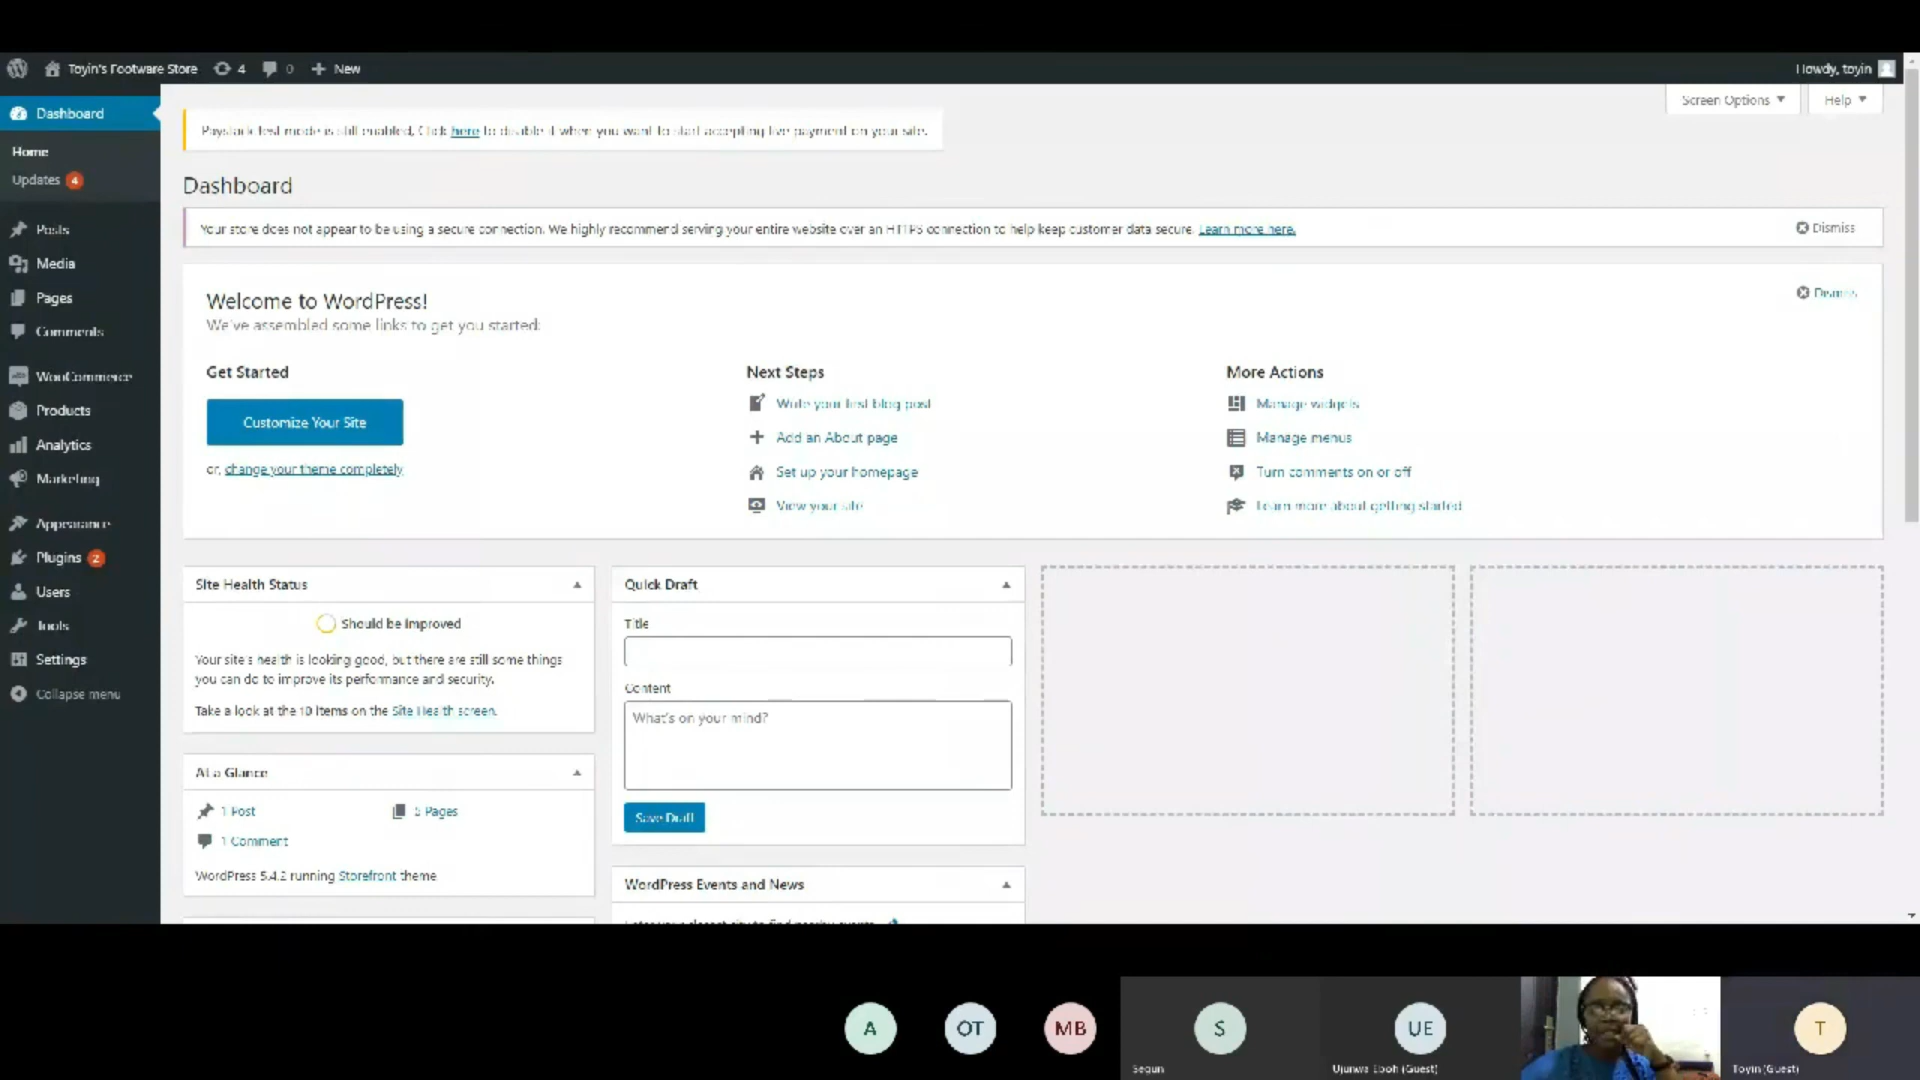 Toyin's Footware Store 4 0 New
Howdy, toyin
Screen Options
Help
Dashboard
Home
Updates 4
Posts
Media
Pages
Comments
WooCommerce
Products
Analytics
Marketing
Appearance
Plugins 2
Users
Tools
Settings
Collapse menu
Paystack test mode is still enabled, Click here to disable it when you want to start accepting live payment on your site.
Dashboard
Your store does not appear to be using a secure connection. We highly recommend serving your entire website over an HTTPS connection to help keep customer data secure. Learn more here.
Dismiss
Welcome to WordPress!
We've assembled some links to get you started:
Dismiss
Get Started
Customize Your Site
or, change your theme completely
Next Steps
Write your first blog post
Add an About page
Set up your homepage
View your site
More Actions
Manage widgets
Manage menus
Turn comments on or off
Learn more about getting started
Site Health Status
Should be improved
Your site's health is looking good, but there are still some things
you can do to improve its performance and security.
Take a look at the 10 items on the Site Health screen.
At a Glance
1 Post
5 Pages
1 Comment
WordPress 5.4.2 running Storefront theme
Quick Draft
Title
Content
What's on your mind?
Save Draft
WordPress Events and News
A
OT
MB
S
UE
T
Segun
(Guest)
Toyin (Guest)